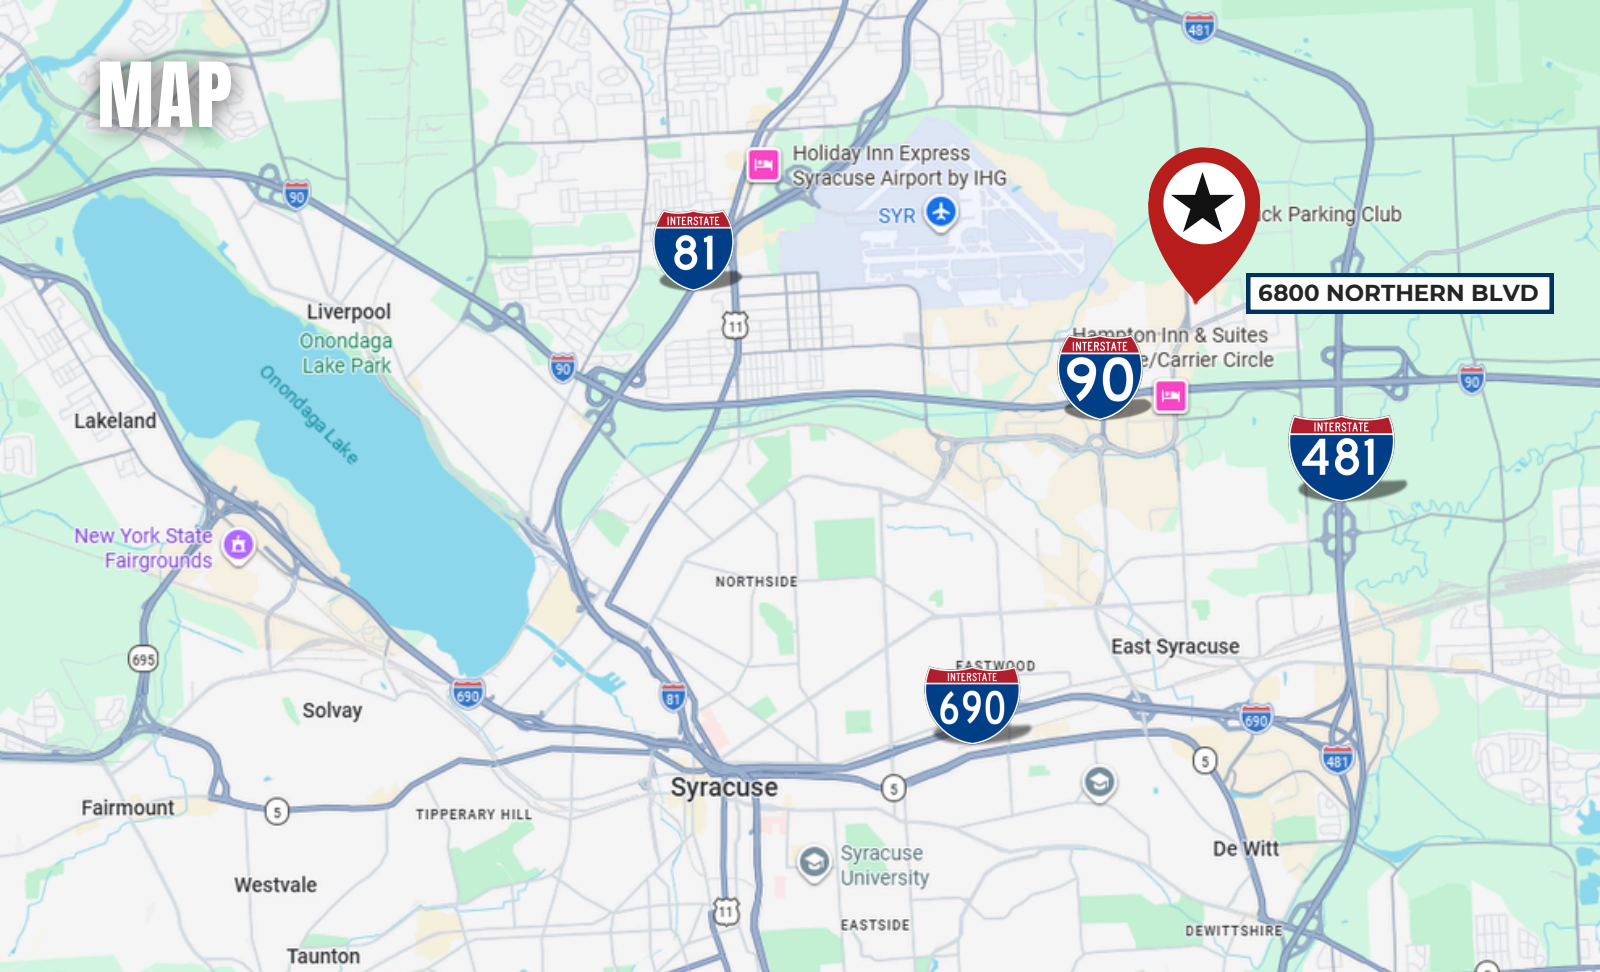 MAP
481
Holiday Inn Express
Syracuse Airport by IHG
90
SYR
INTERSTATE
81
ck Parking Club
6800 NORTHERN BLVD
Liverpool
Onondaga
Lake Park
11
Hampton Inn & Suites
e/Carrier Circle
INTERSTATE
90
90
90
Onondaga Lake
Lakeland
INTERSTATE
481
New York State
Fairgrounds
NORTHSIDE
695
East Syracuse
EASTWOOD
INTERSTATE
690
690
81
Solvay
690
481
5
Syracuse
5
Fairmount
5
TIPPERARY HILL
De Witt
Syracuse
University
Westvale
11
EASTSIDE
DEWITTSHIRE
Taunton